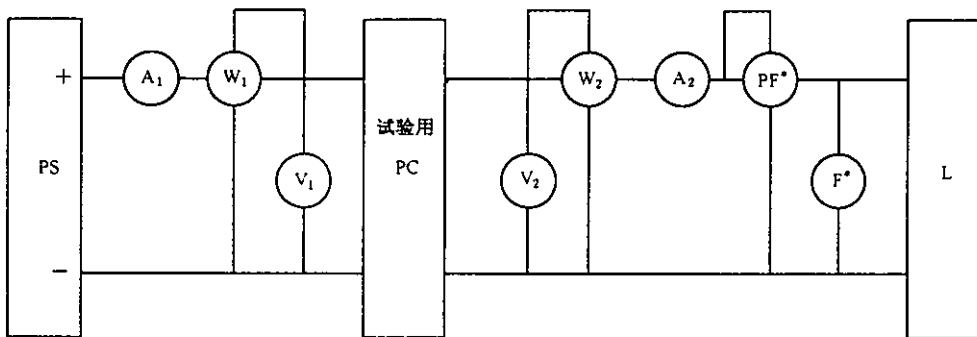 PS
+
−
A₁
W₁
V₁
试验用
PC
V₂
W₂
A₂
PF*
F*
L